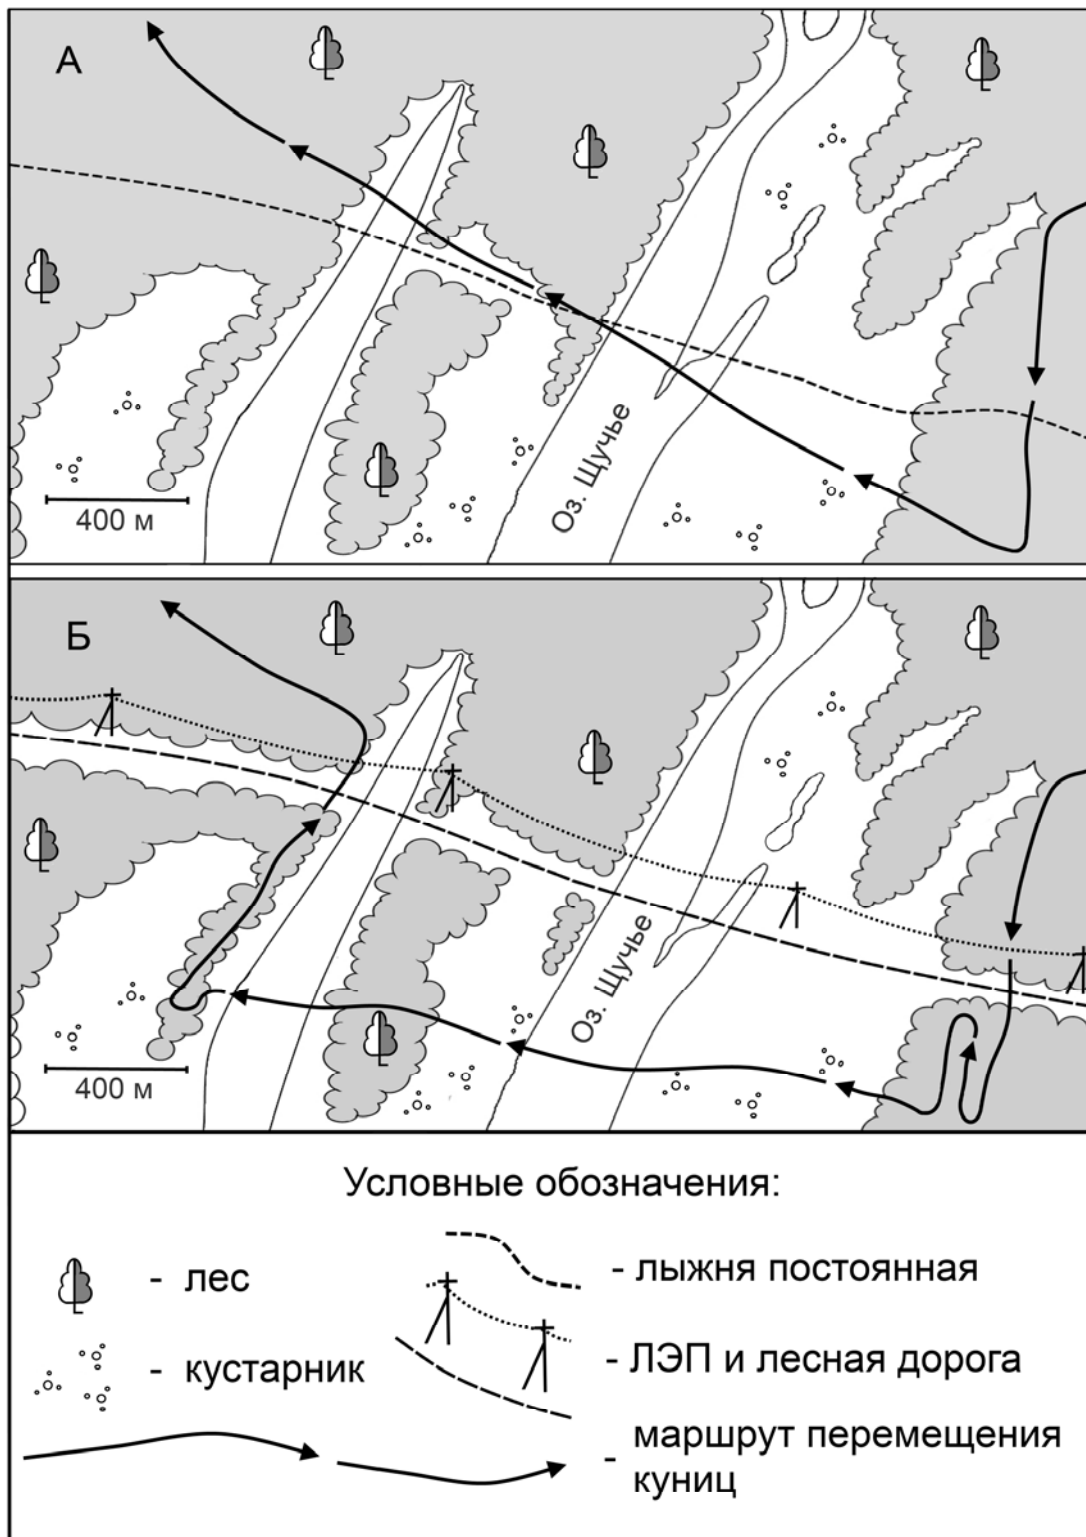 А
Оз. Щучье
400 м
Б
Оз. Щучье
400 м
Условные обозначения:
- лес
- лыжня постоянная
- кустарник
- ЛЭП и лесная дорога
- маршрут перемещения
куниц